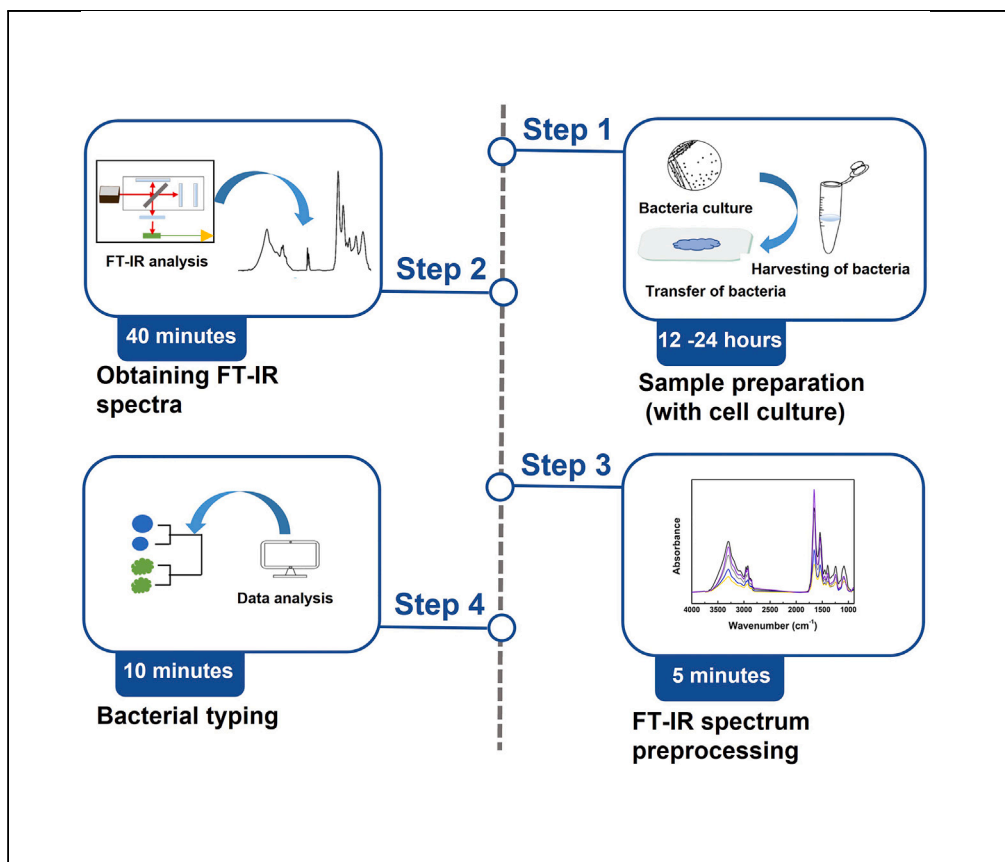 Step 1
Bacteria culture
Harvesting of bacteria
Transfer of bacteria
12 -24 hours
Sample preparation
(with cell culture)
FT-IR analysis
Step 2
40 minutes
Obtaining FT-IR
spectra
Step 3
Absorbance
4000 3500 3000 2500 2000 1500 1000
Wavenumber (cm⁻¹)
5 minutes
FT-IR spectrum
preprocessing
Data analysis
Step 4
10 minutes
Bacterial typing